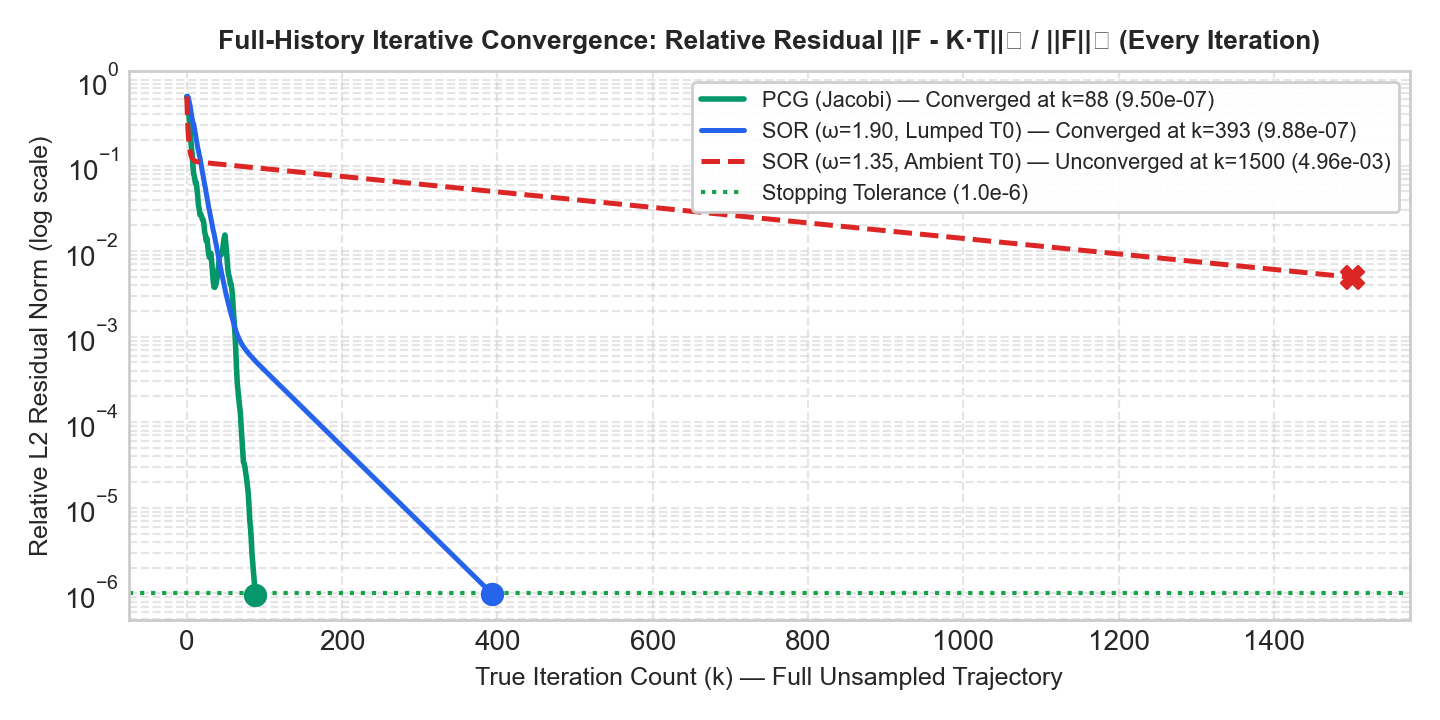 Full-History Iterative Convergence: Relative Residual ||F - K·T||□ / ||F||□ (Every Iteration)
PCG (Jacobi) — Converged at k=88 (9.50e-07)
SOR (ω=1.90, Lumped T0) — Converged at k=393 (9.88e-07)
SOR (ω=1.35, Ambient T0) — Unconverged at k=1500 (4.96e-03)
Stopping Tolerance (1.0e-6)
Relative L2 Residual Norm (log scale)
10⁰
10⁻¹
10⁻²
10⁻³
10⁻⁴
10⁻⁵
10⁻⁶
0 200 400 600 800 1000 1200 1400
True Iteration Count (k) — Full Unsampled Trajectory